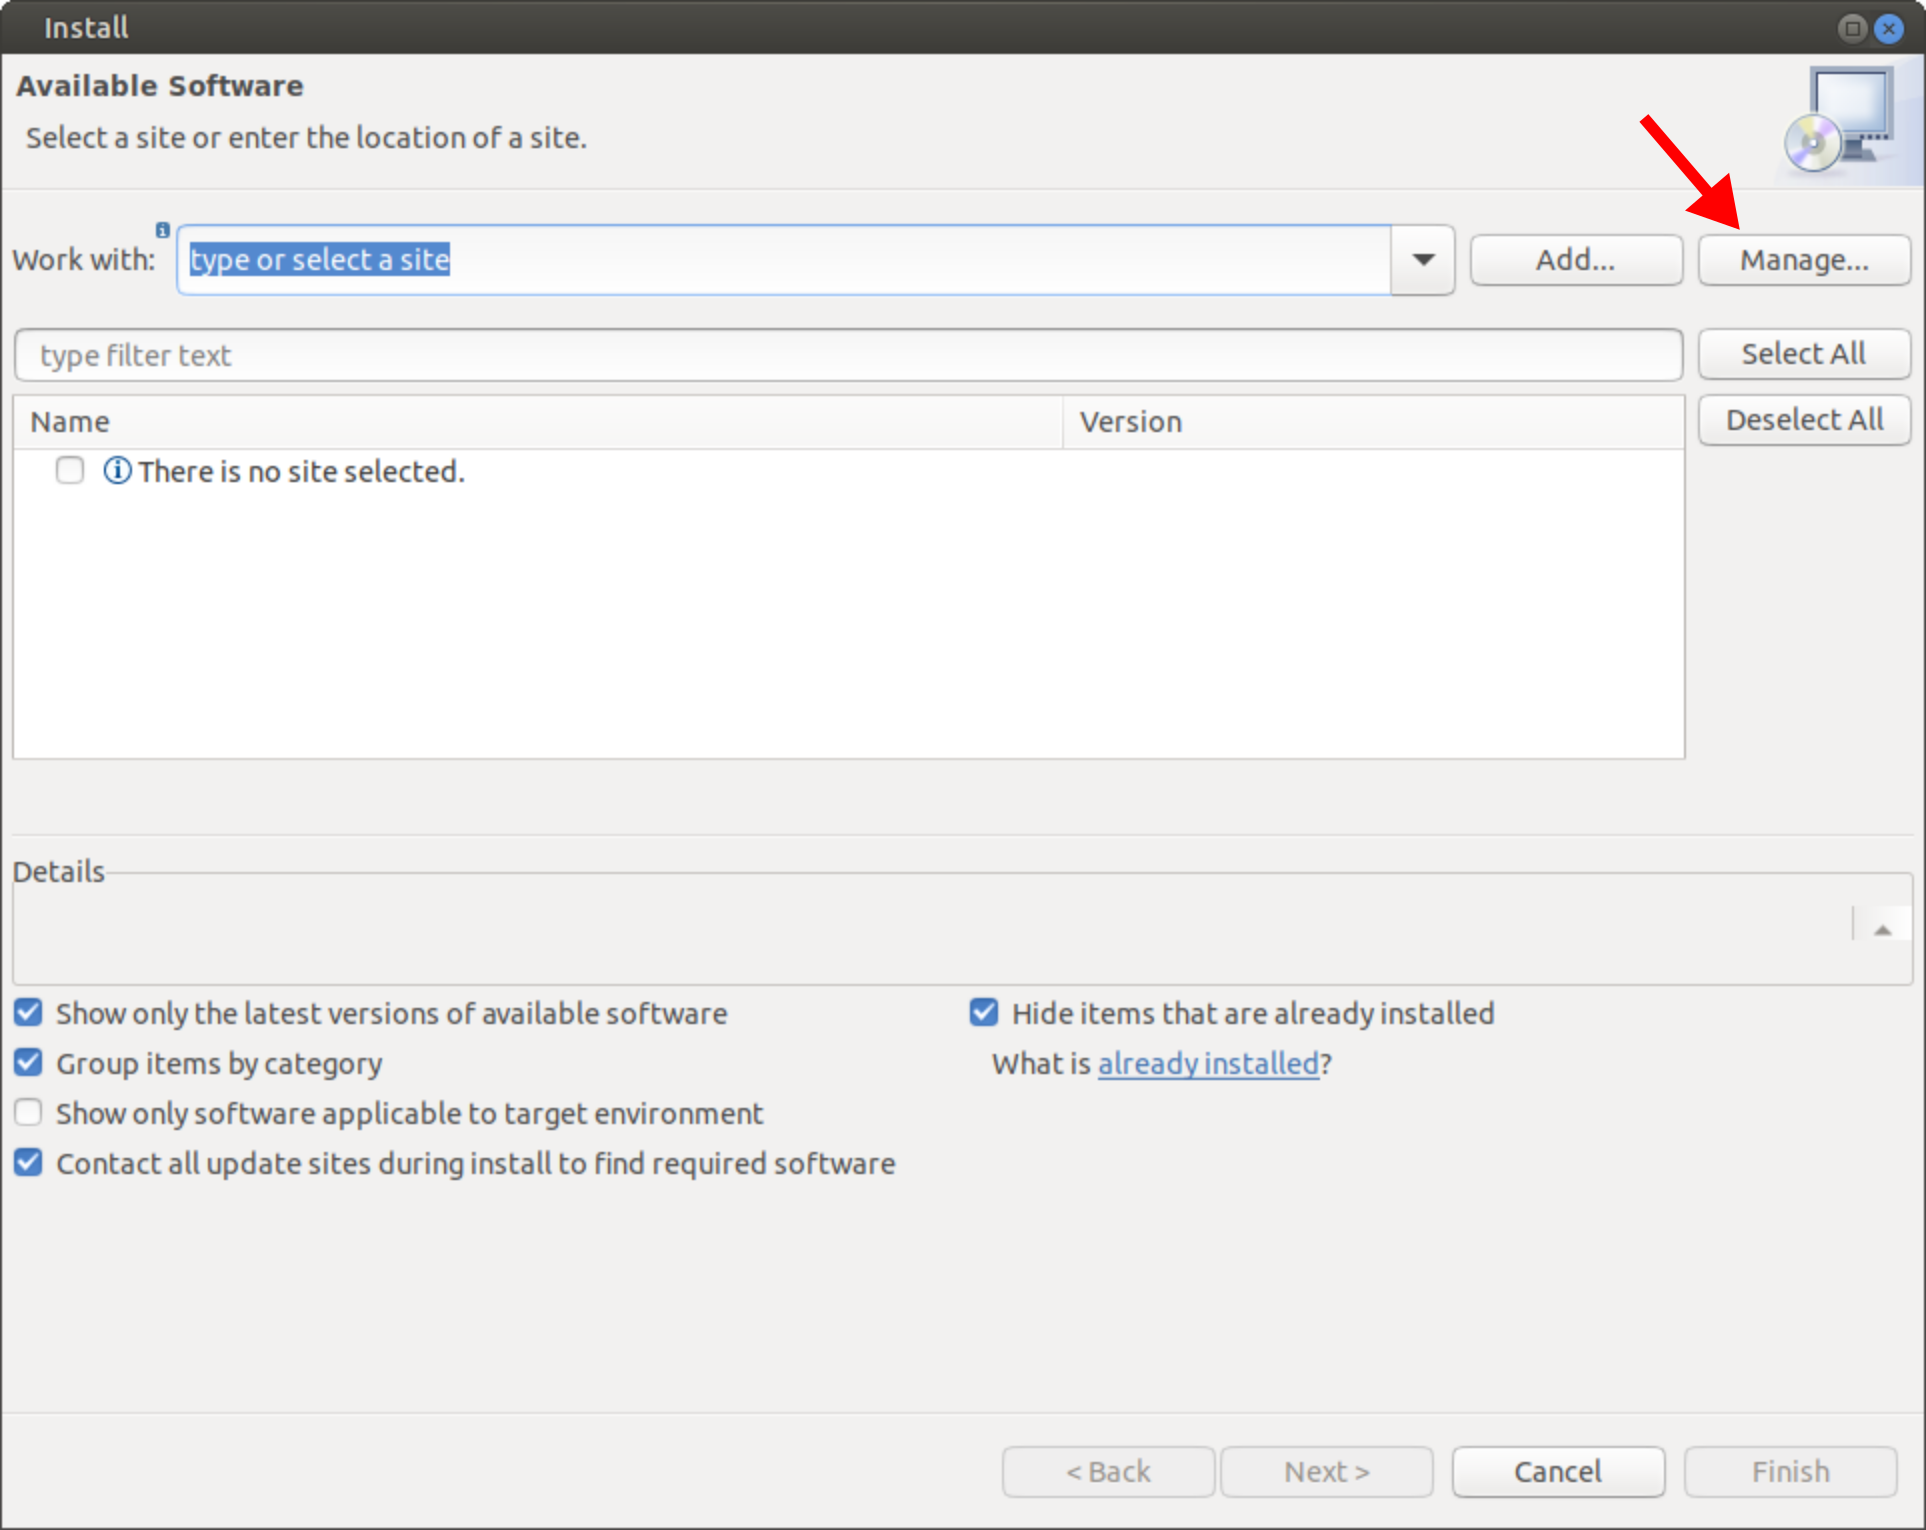 Install
Available Software
Select a site or enter the location of a site.
Work with: type or select a site Add... Manage...
type filter text Select All
Name Version Deselect All
There is no site selected.
Details
Show only the latest versions of available software Hide items that are already installed
Group items by category What is already installed?
Show only software applicable to target environment
Contact all update sites during install to find required software
< Back Next > Cancel Finish